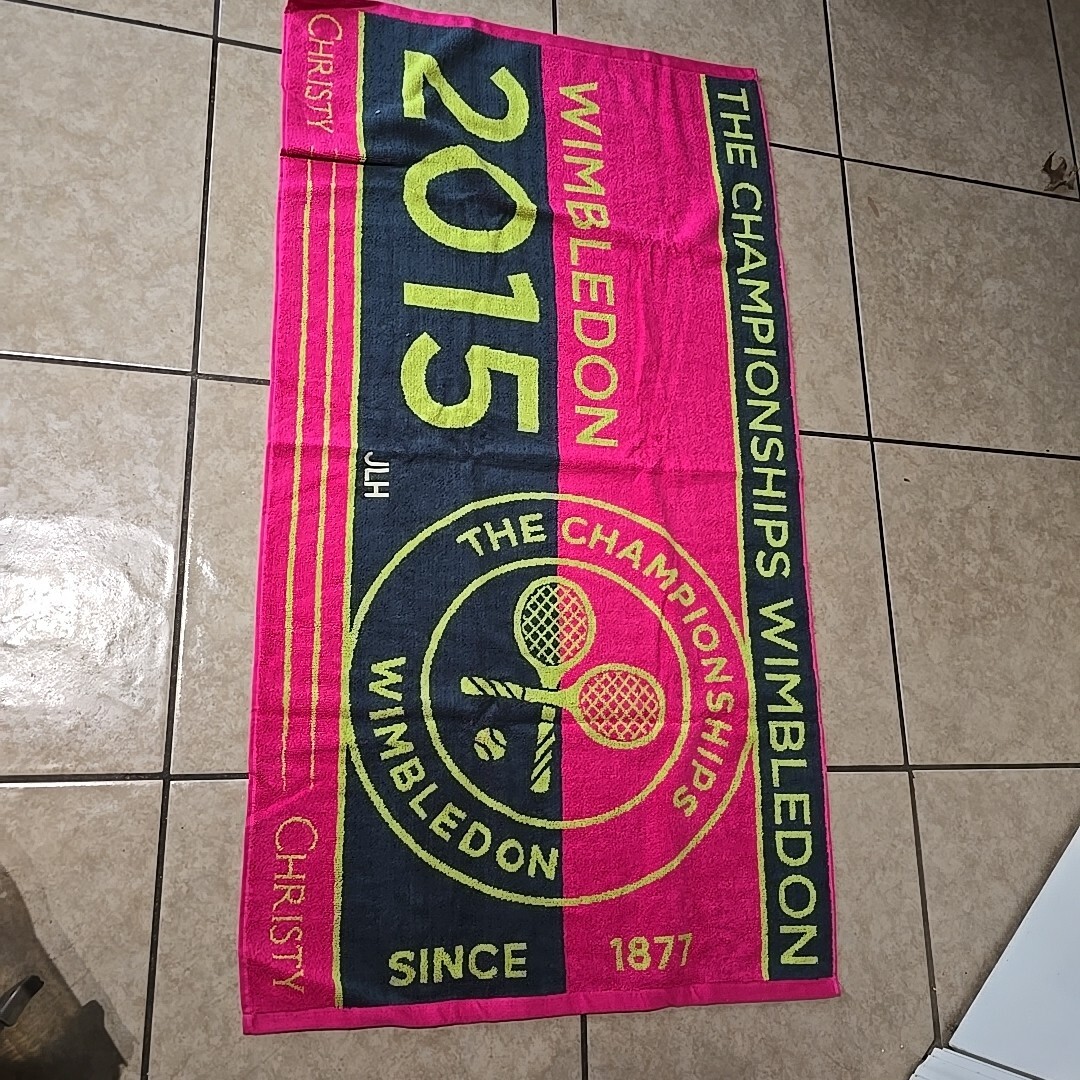 THE CHAMPIONSHIPS WIMBLEDON
WIMBLEDON
2015
JLH
THE CHAMPIONSHIPS
WIMBLEDON
SINCE 1877
CHRISTY
CHRISTY